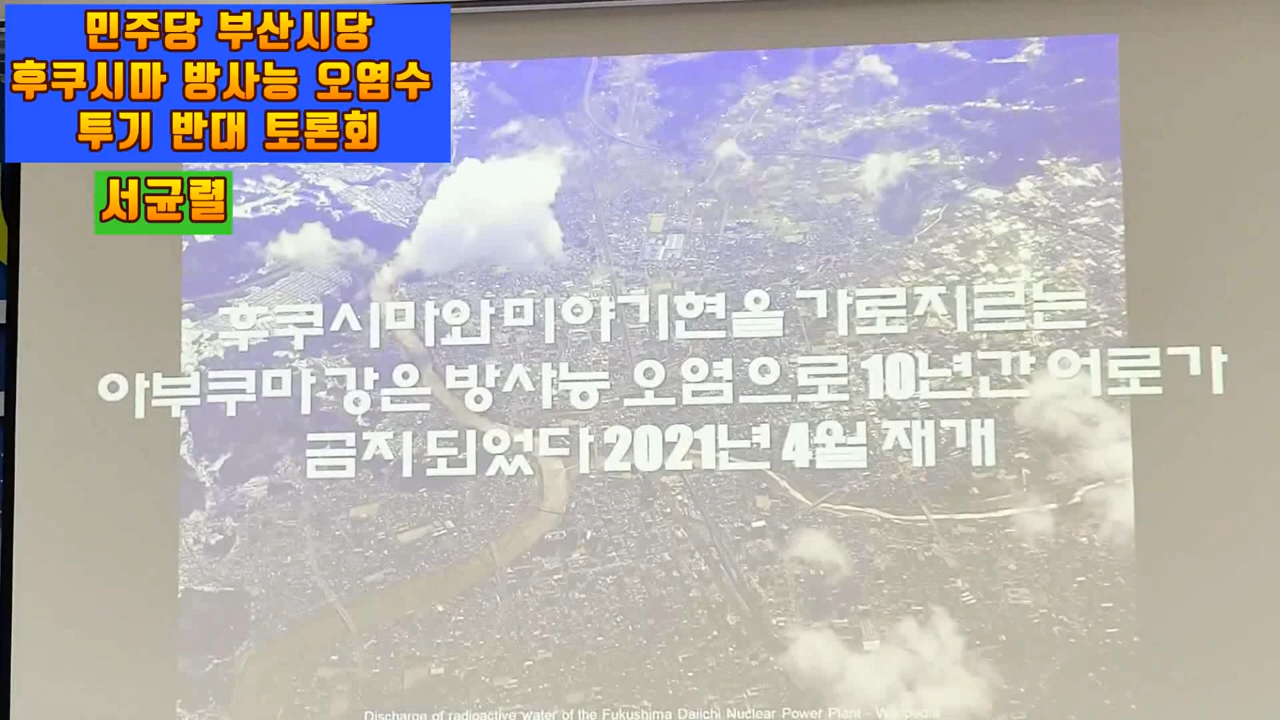 민주당 부산시당
후쿠시마 방사능 오염수
투기 반대 토론회
서균렬
후쿠시마와 미야기현을 가로지르는
아부쿠마 강은 방사능 오염으로 10년간 어로가
금지 되었다 2021년 4월 재개
Discharge of radioactive water of the Fukushima Daiichi Nuclear Power Plant - Wikipedia